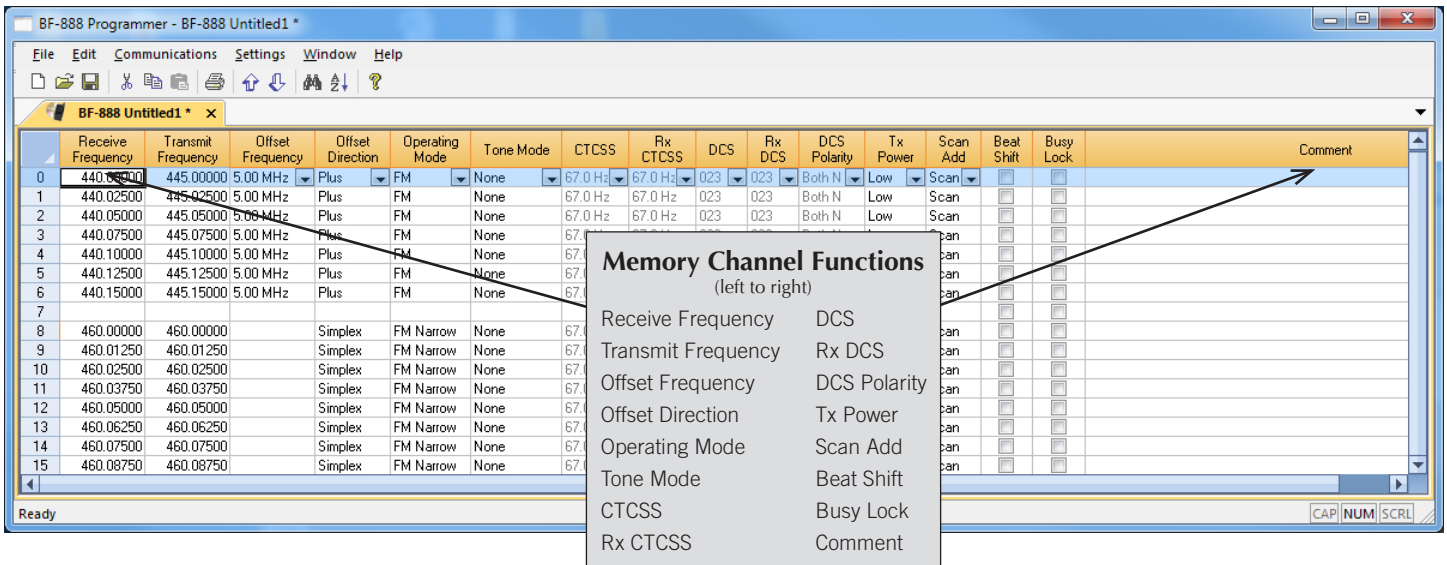 BF-888 Programmer - BF-888 Untitled1 *
File Edit Communications Settings Window Help
BF-888 Untitled1 * x
Receive Frequency Transmit Frequency Offset Frequency Offset Direction Operating Mode Tone Mode CTCSS Rx CTCSS DCS Rx DCS DCS Polarity Tx Power Scan Add Beat Shift Busy Lock Comment
0 445.00000 5.00 MHz Plus FM None 67.0 Hz 67.0 Hz 023 023 Both N Low Scan
1 440.02500 445.02500 5.00 MHz Plus FM None 67.0 Hz 67.0 Hz 023 023 Both N Low Scan
2 440.05000 445.05000 5.00 MHz Plus FM None 67.0 Hz 67.0 Hz 023 023 Both N Low Scan
3 440.07500 445.07500 5.00 MHz Plus FM None
4 440.10000 445.10000 5.00 MHz Plus FM None
5 440.12500 445.12500 5.00 MHz Plus FM None
6 440.15000 445.15000 5.00 MHz Plus FM None
7
8 460.00000 460.00000 Simplex FM Narrow None
9 460.01250 460.01250 Simplex FM Narrow None
10 460.02500 460.02500 Simplex FM Narrow None
11 460.03750 460.03750 Simplex FM Narrow None
12 460.05000 460.05000 Simplex FM Narrow None
13 460.06250 460.06250 Simplex FM Narrow None
14 460.07500 460.07500 Simplex FM Narrow None
15 460.08750 460.08750 Simplex FM Narrow None
Memory Channel Functions
(left to right)
Receive Frequency DCS
Transmit Frequency Rx DCS
Offset Frequency DCS Polarity
Offset Direction Tx Power
Operating Mode Scan Add
Tone Mode Beat Shift
CTCSS Busy Lock
Rx CTCSS Comment
Ready CAP NUM SCRL